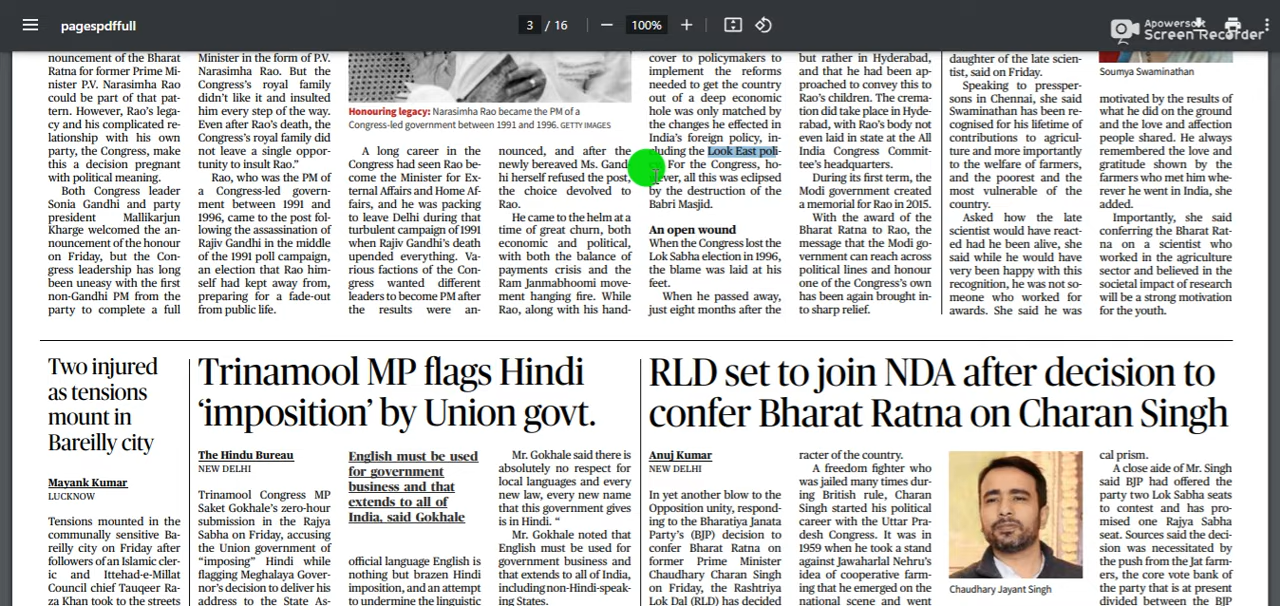 pagespdffull
3 / 16
100%
Apowersoft
Screen Recorder
nouncement of the Bharat
Ratna for former Prime Mi-
nister P.V. Narasimha Rao
could be part of that pat-
tern. However, Rao's lega-
cy and his complicated re-
lationship with his own
party, the Congress, make
this a decision pregnant
with political meaning.
Both Congress leader
Sonia Gandhi and party
president Mallikarjun
Kharge welcomed the an-
nouncement of the honour
on Friday, but the Con-
gress leadership has long
been uneasy with the first
non-Gandhi PM from the
party to complete a full
Minister in the form of P.V.
Narasimha Rao. But the
Congress's royal family
didn't like it and insulted
him every step of the way.
Even after Rao's death, the
Congress's royal family did
not leave a single oppor-
tunity to insult Rao."
Rao, who was the PM of
a Congress-led govern-
ment between 1991 and
1996, came to the post fol-
lowing the assassination of
Rajiv Gandhi in the middle
of the 1991 poll campaign,
an election that Rao him-
self had kept away from,
preparing for a fade-out
from public life.
Honouring legacy: Narasimha Rao became the PM of a
Congress-led government between 1991 and 1996. GETTY IMAGES
A long career in the
Congress had seen Rao be-
come the Minister for Ex-
ternal Affairs and Home Af-
fairs, and he was packing
to leave Delhi during that
turbulent campaign of 1991
when Rajiv Gandhi's death
upended everything. Va-
rious factions of the Con-
gress wanted different
leaders to become PM after
the results were an-
nounced, and after the
newly bereaved Ms. Gand-
hi herself refused the post,
the choice devolved to
Rao.
He came to the helm at a
time of great churn, both
economic and political,
with both the balance of
payments crisis and the
Ram Janmabhoomi move-
ment hanging fire. While
Rao, along with his hand-
cover to policymakers to
implement the reforms
needed to get the country
out of a deep economic
hole was only matched by
the changes he effected in
India's foreign policy, in-
cluding the Look East poli-
For the Congress, ho-
wever, all this was eclipsed
by the destruction of the
Babri Masjid.
An open wound
When the Congress lost the
Lok Sabha election in 1996,
the blame was laid at his
feet.
When he passed away,
just eight months after the
but rather in Hyderabad,
and that he had been ap-
proached to convey this to
Rao's children. The crema-
tion did take place in Hyde-
rabad, with Rao's body not
even laid in state at the All
India Congress Commit-
tee's headquarters.
During its first term, the
Modi government created
a memorial for Rao in 2015.
With the award of the
Bharat Ratna to Rao, the
message that the Modi go-
vernment can reach across
political lines and honour
one of the Congress's own
has been again brought in-
to sharp relief.
daughter of the late scien-
tist, said on Friday.
Speaking to pressper-
sons in Chennai, she said
Swaminathan has been re-
cognised for his lifetime of
contributions to agricul-
ture and more importantly
to the welfare of farmers,
and the poorest and the
most vulnerable of the
country.
Asked how the late
scientist would have react-
ed had he been alive, she
said while he would have
very been happy with this
recognition, he was not so-
meone who worked for
awards. She said he was
Soumya Swaminathan
motivated by the results of
what he did on the ground
and the love and affection
people shared. He always
remembered the love and
gratitude shown by the
farmers who met him whe-
rever he went in India, she
added.
Importantly, she said
conferring the Bharat Rat-
na on a scientist who
worked in the agriculture
sector and believed in the
societal impact of research
will be a strong motivation
for the youth.
Two injured
as tensions
mount in
Bareilly city
Mayank Kumar
LUCKNOW
Tensions mounted in the
communally sensitive Ba-
reilly city on Friday after
followers of an Islamic cler-
ic and Ittehad-e-Millat
Council chief Tauqeer Ra-
za Khan took to the streets
Trinamool MP flags Hindi
'imposition' by Union govt.
The Hindu Bureau
NEW DELHI
Trinamool Congress MP
Saket Gokhale's zero-hour
submission in the Rajya
Sabha on Friday, accusing
the Union government of
"imposing" Hindi while
flagging Meghalaya Gover-
nor's decision to deliver his
address to the State As-
English must be used
for government
business and that
extends to all of
India, said Gokhale
official language English is
nothing but brazen Hindi
imposition, and an attempt
to undermine the linguistic
Mr. Gokhale said there is
absolutely no respect for
local languages and every
new law, every new name
that this government gives
is in Hindi. "
Mr. Gokhale noted that
English must be used for
government business and
that extends to all of India,
including non-Hindi-speak-
ing States.
RLD set to join NDA after decision to
confer Bharat Ratna on Charan Singh
Anuj Kumar
NEW DELHI
In yet another blow to the
Opposition unity, respond-
ing to the Bharatiya Janata
Party's (BJP) decision to
confer Bharat Ratna on
former Prime Minister
Chaudhary Charan Singh
on Friday, the Rashtriya
Lok Dal (RLD) has decided
racter of the country.
A freedom fighter who
was jailed many times dur-
ing British rule, Charan
Singh started his political
career with the Uttar Pra-
desh Congress. It was in
1959 when he took a stand
against Jawaharlal Nehru's
idea of cooperative farm-
ing that he emerged on the
national scene and went
Chaudhary Jayant Singh
cal prism.
A close aide of Mr. Singh
said BJP had offered the
party two Lok Sabha seats
to contest and has pro-
mised one Rajya Sabha
seat. Sources said the deci-
sion was necessitated by
the push from the Jat farm-
ers, the core vote bank of
the party that is at present
divided between the BJP